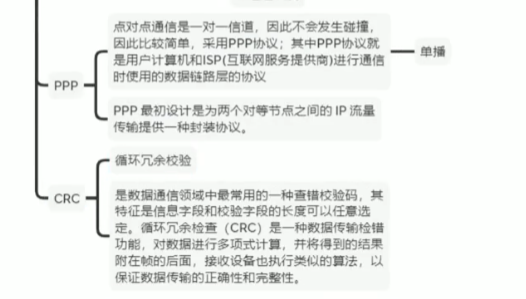 点对点通信是一对一信道，因此不会发生碰撞，
因此比较简单，采用PPP协议；其中PPP协议就
是用户计算机和ISP(互联网服务提供商)进行通信
时使用的数据链路层的协议
单播
PPP
PPP 最初设计是为两个对等节点之间的 IP 流量
传输提供一种封装协议。
循环冗余校验
CRC
是数据通信领域中最常用的一种查错校验码，其
特征是信息字段和校验字段的长度可以任意选
定。循环冗余检查（CRC）是一种数据传输检错
功能，对数据进行多项式计算，并将得到的结果
附在帧的后面，接收设备也执行类似的算法，以
保证数据传输的正确性和完整性。